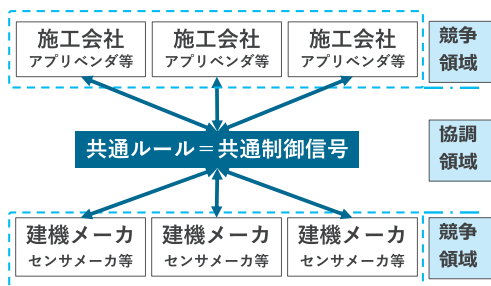 施工会社
アプリベンダ等
施工会社
アプリベンダ等
施工会社
アプリベンダ等
競争
領域
共通ルール＝共通制御信号
協調
領域
建機メーカ
センサメーカ等
建機メーカ
センサメーカ等
建機メーカ
センサメーカ等
競争
領域